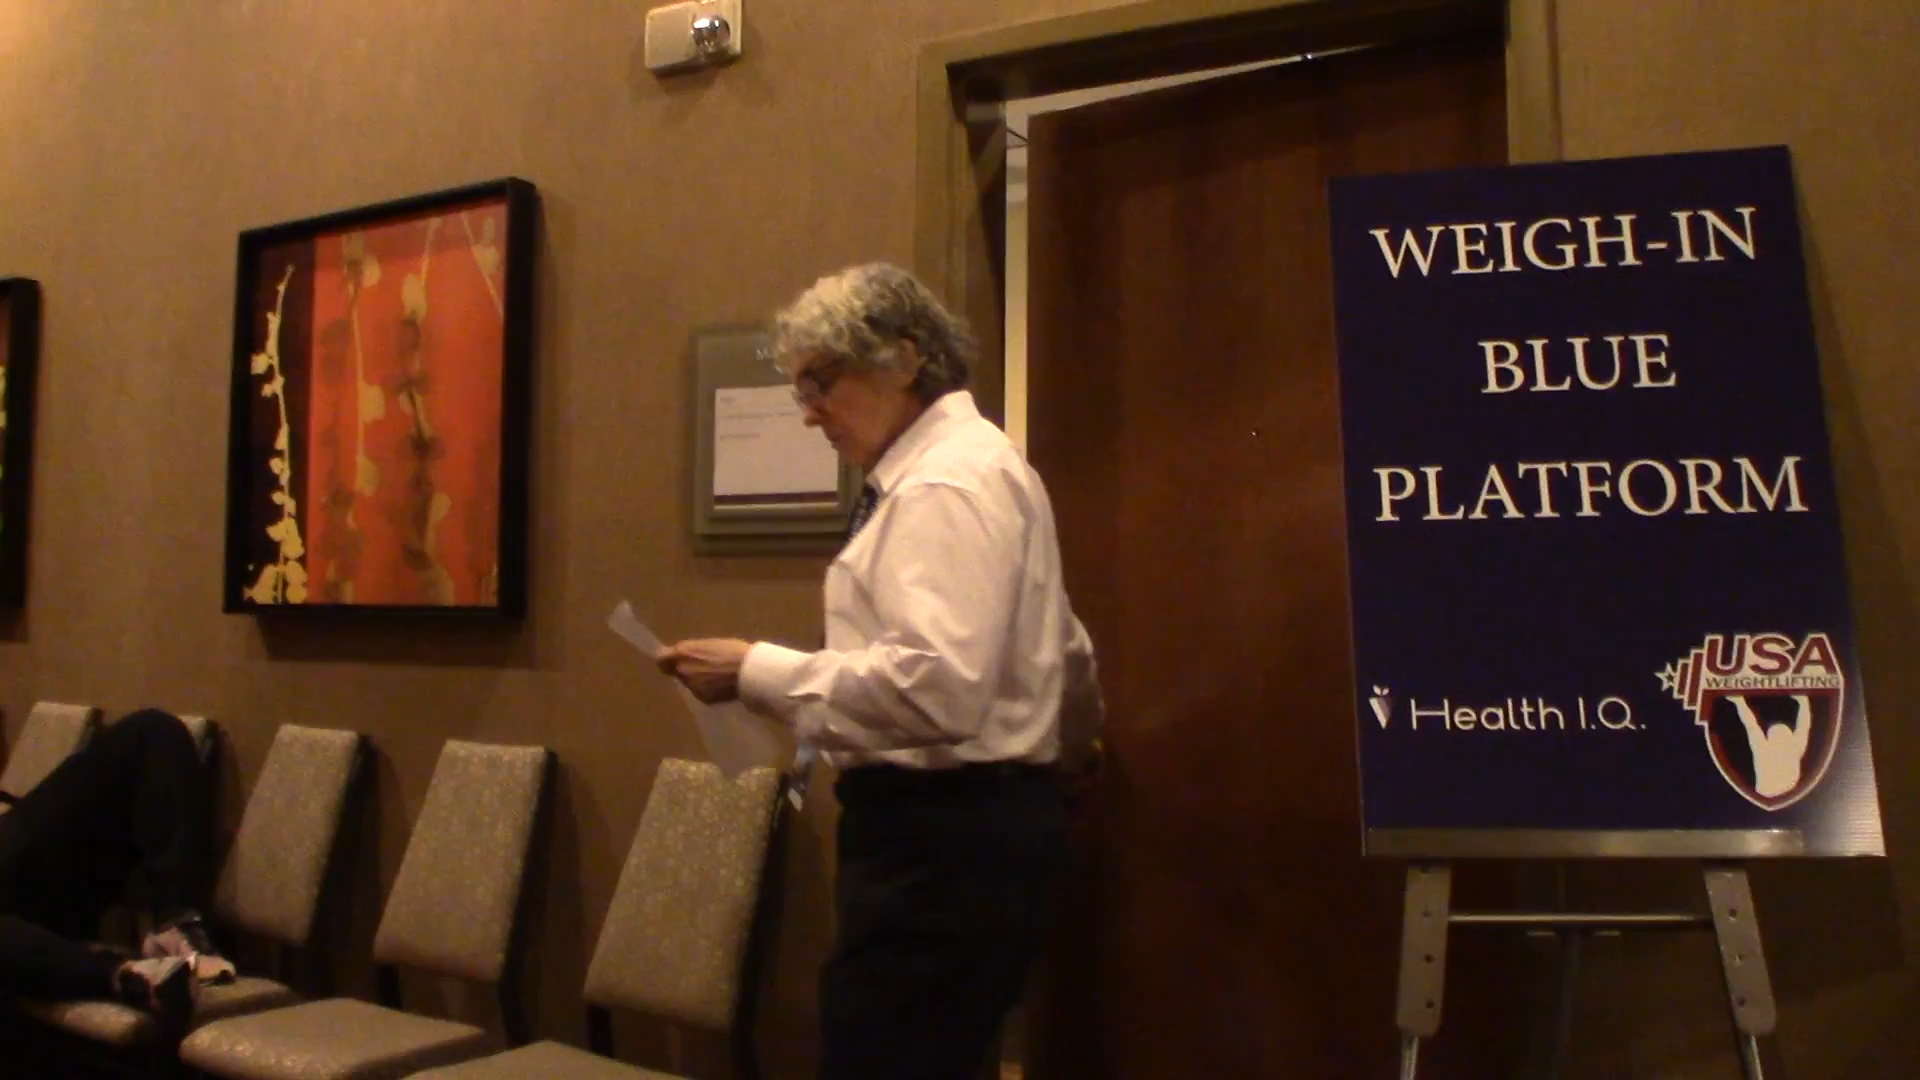 WEIGH-IN
BLUE
PLATFORM
Health I.Q.
USA
WEIGHTLIFTING